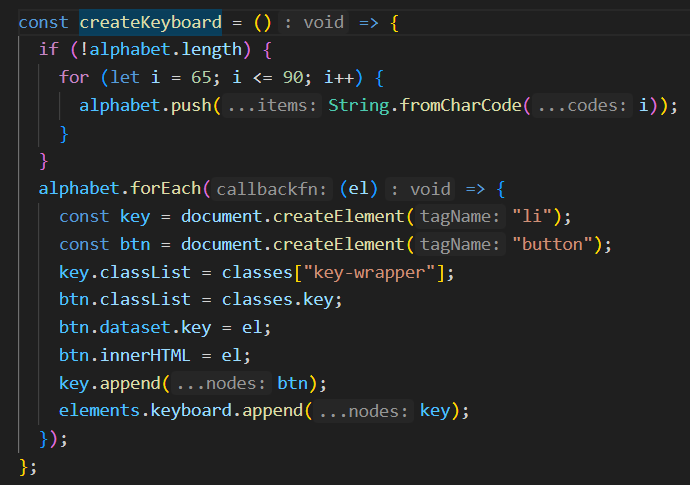 const createKeyboard = () : void => {
if (!alphabet.length) {
for (let i = 65; i <= 90; i++) {
alphabet.push( ...items: String.fromCharCode( ...codes: i));
}
}
alphabet.forEach( callbackfn: (el) : void => {
const key = document.createElement( tagName: "li");
const btn = document.createElement( tagName: "button");
key.classList = classes["key-wrapper"];
btn.classList = classes.key;
btn.dataset.key = el;
btn.innerHTML = el;
key.append( ...nodes: btn);
elements.keyboard.append( ...nodes: key);
});
};